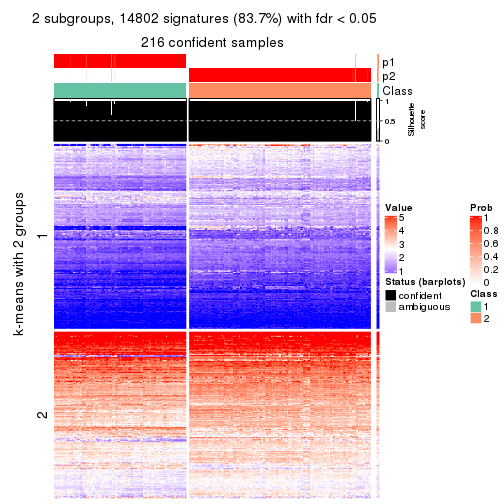 2 subgroups, 14802 signatures (83.7%) with fdr < 0.05
216 confident samples
p1
p2
Class
1
0.5
0
Silhouette
score
k-means with 2 groups
1
2
Value
5
4
3
2
1
Status (barplots)
confident
ambiguous
Prob
1
0.8
0.6
0.4
0.2
0
Class
1
2